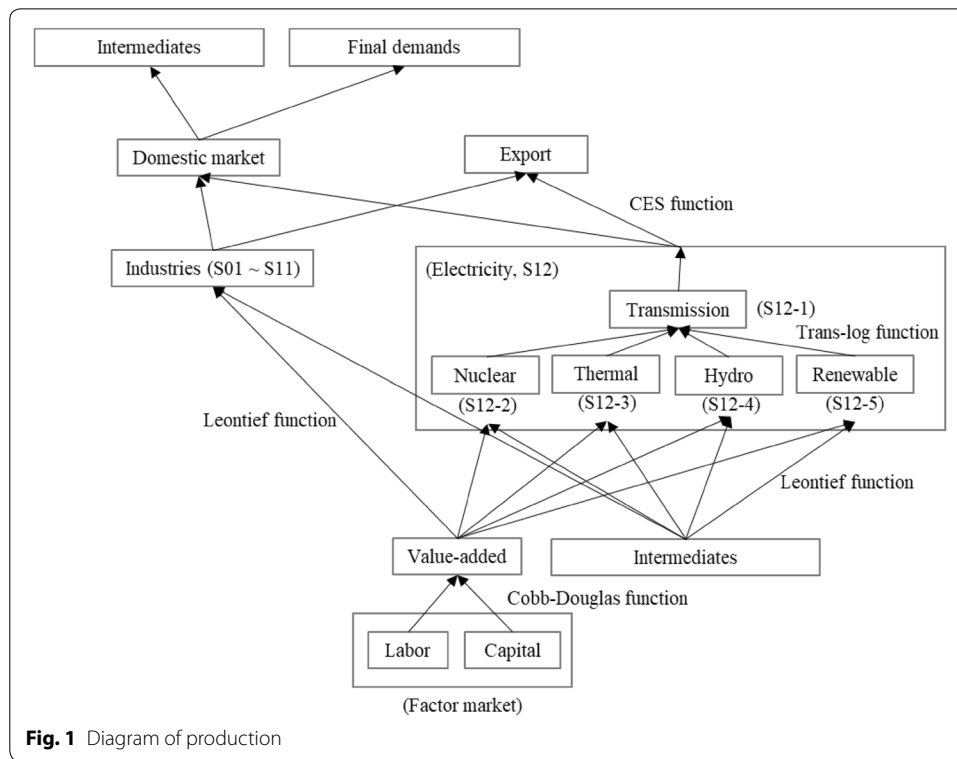 Intermediates
Final demands
Domestic market
Export
CES function
Industries (S01 ~ S11)
(Electricity, S12)
Transmission
(S12-1)
Trans-log function
Nuclear
Thermal
Hydro
Renewable
(S12-2)
(S12-3)
(S12-4)
(S12-5)
Leontief function
Leontief function
Value-added
Intermediates
Cobb-Douglas function
Labor
Capital
(Factor market)
Fig. 1 Diagram of production